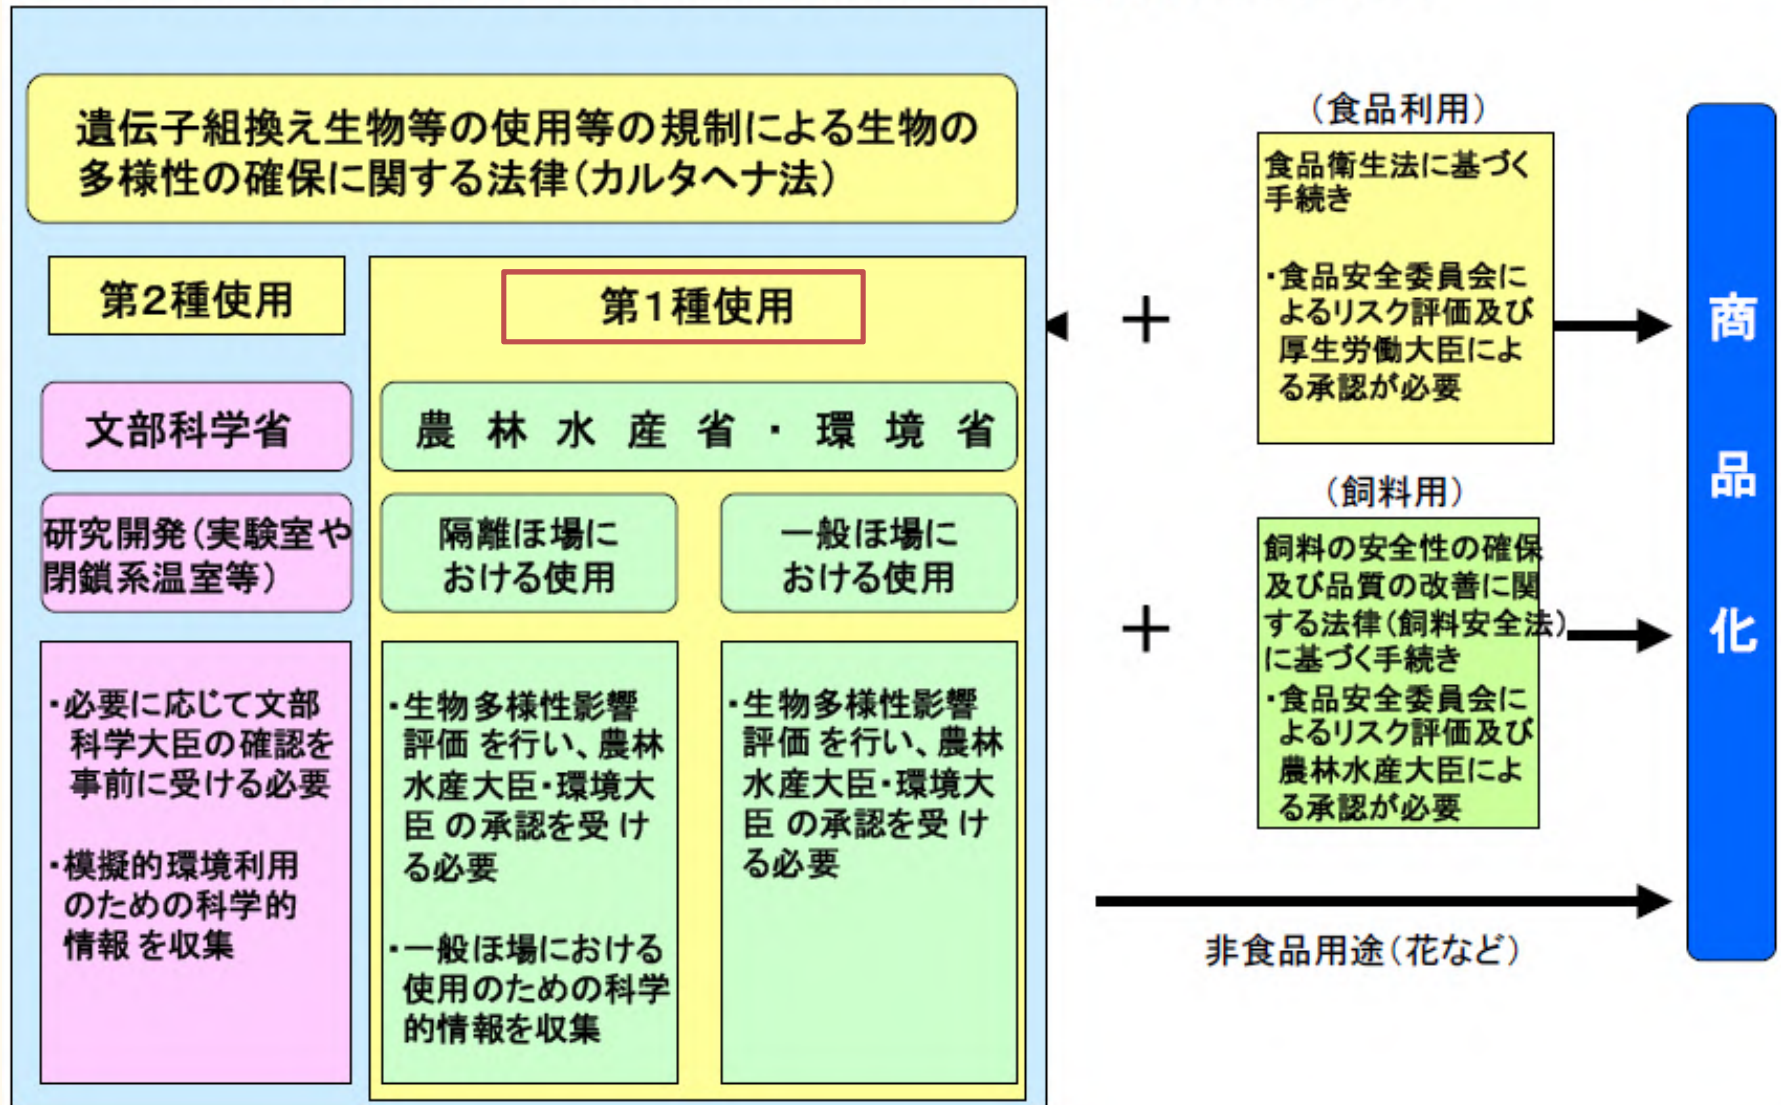 遺伝子組換え生物等の使用等の規制による生物の
多様性の確保に関する法律(カルタヘナ法)
第2種使用
第1種使用
文部科学省
農林水産省・環境省
研究開発(実験室や
閉鎖系温室等)
隔離ほ場に
おける使用
一般ほ場に
おける使用
・必要に応じて文部
科学大臣の確認を
事前に受ける必要
・模擬的環境利用
のための科学的
情報を収集
・生物多様性影響
評価を行い、農林
水産大臣・環境大
臣の承認を受け
る必要
・一般ほ場における
使用のための科学
的情報を収集
・生物多様性影響
評価を行い、農林
水産大臣・環境大
臣の承認を受け
る必要
+
(食品利用)
食品衛生法に基づく
手続き
・食品安全委員会に
よるリスク評価及び
厚生労働大臣によ
る承認が必要
+
(飼料用)
飼料の安全性の確保
及び品質の改善に関
する法律(飼料安全法)
に基づく手続き
・食品安全委員会に
よるリスク評価及び
農林水産大臣によ
る承認が必要
非食品用途(花など)
商品化